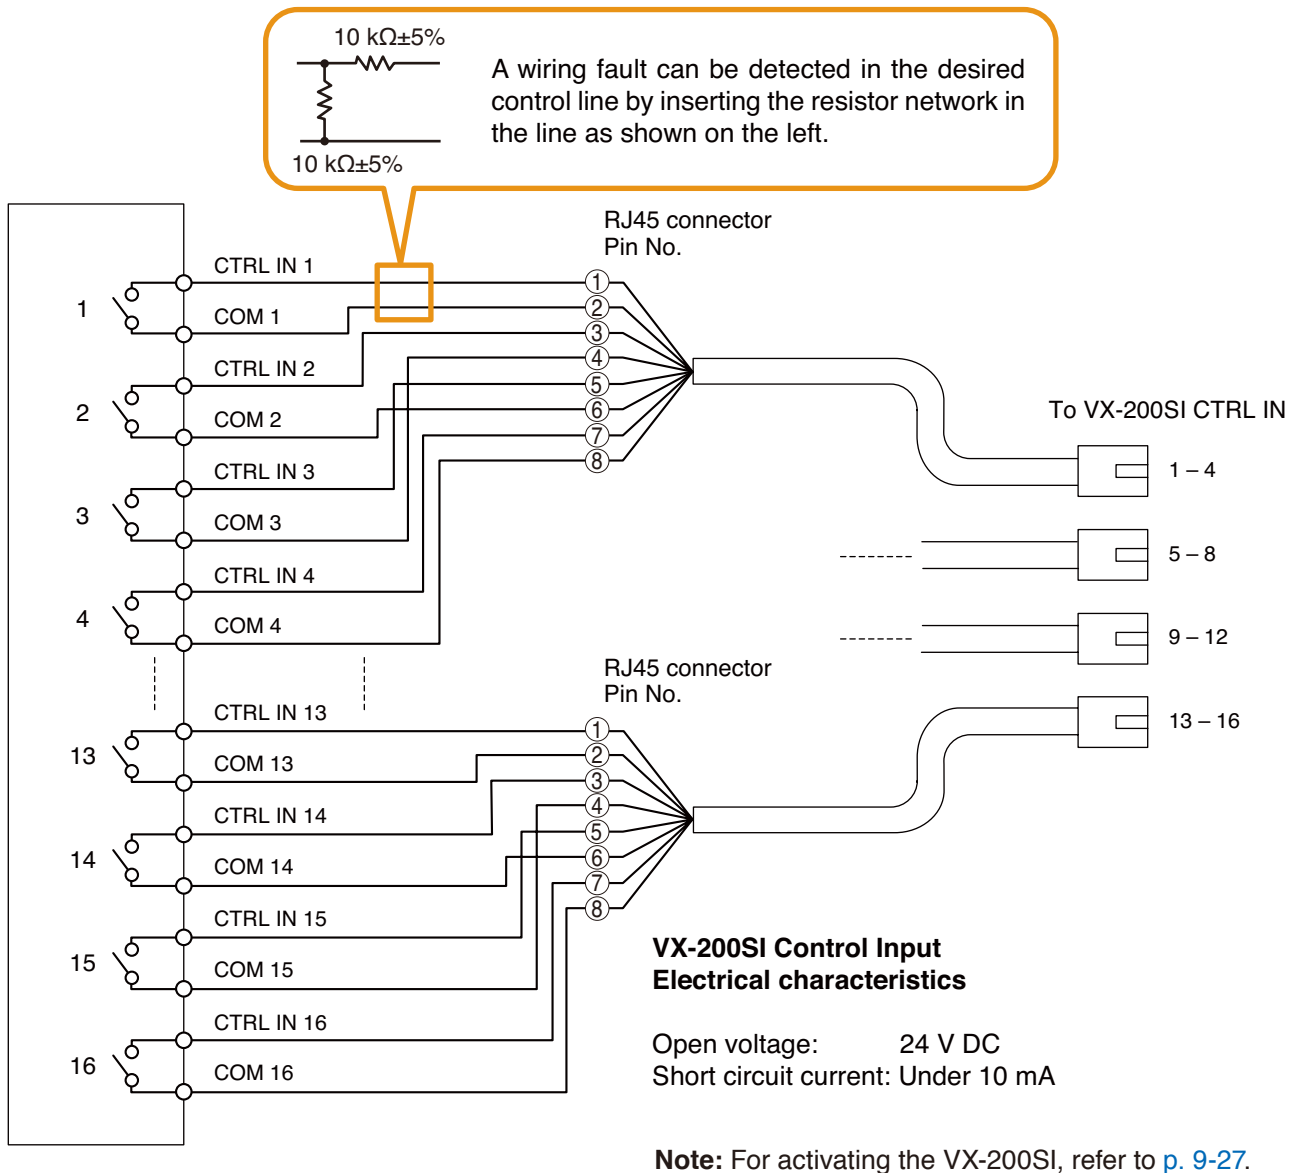 10 kΩ±5%
10 kΩ±5%
A wiring fault can be detected in the desired
control line by inserting the resistor network in
the line as shown on the left.
RJ45 connector
Pin No.
CTRL IN 1
1
COM 1
CTRL IN 2
2
COM 2
CTRL IN 3
3
COM 3
CTRL IN 4
4
COM 4
1
2
3
4
5
6
7
8
To VX-200SI CTRL IN
1 – 4
5 – 8
9 – 12
13 – 16
RJ45 connector
Pin No.
CTRL IN 13
13
COM 13
CTRL IN 14
14
COM 14
CTRL IN 15
15
COM 15
CTRL IN 16
16
COM 16
1
2
3
4
5
6
7
8
VX-200SI Control Input
Electrical characteristics
Open voltage: 24 V DC
Short circuit current: Under 10 mA
Note: For activating the VX-200SI, refer to p. 9-27.